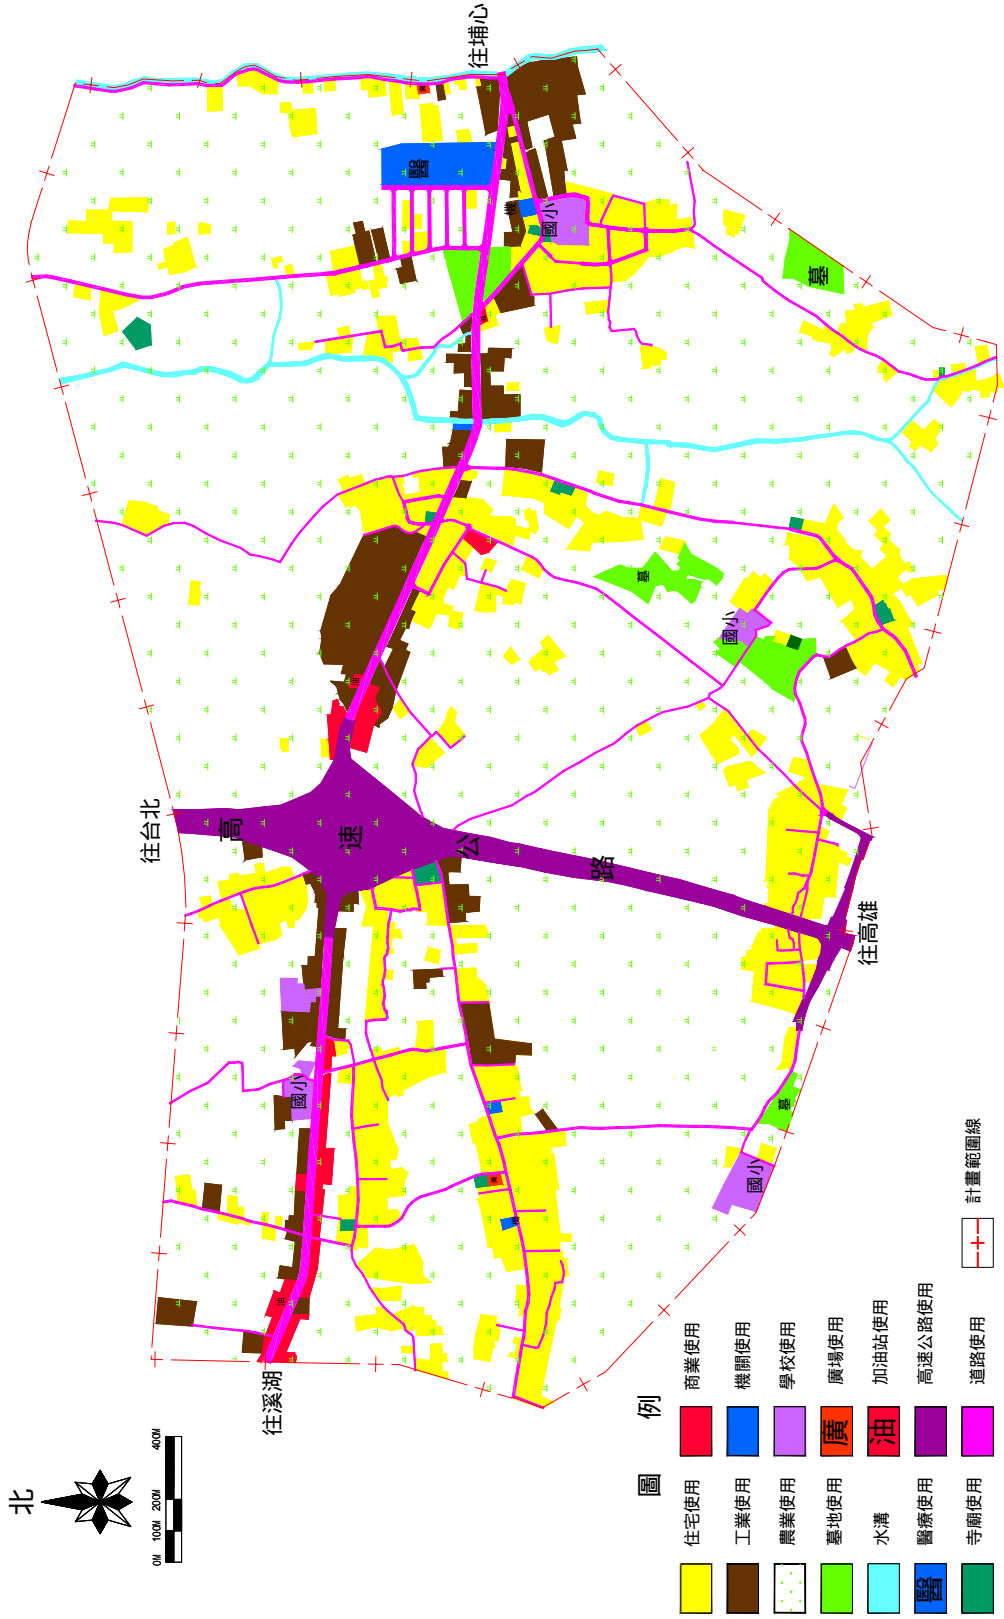 往埔心
醫
機
國小
墓
墓
國小
油
往台北
高
速
公
路
往高雄
國小
墓
國小
油
往溪湖
北
0M 100M 200M 400M
圖例
住宅使用
工業使用
農業使用
墓地使用
水溝
醫 醫療使用
寺廟使用
商業使用
機關使用
學校使用
廣 廣場使用
油 加油站使用
高速公路使用
道路使用
計畫範圍線